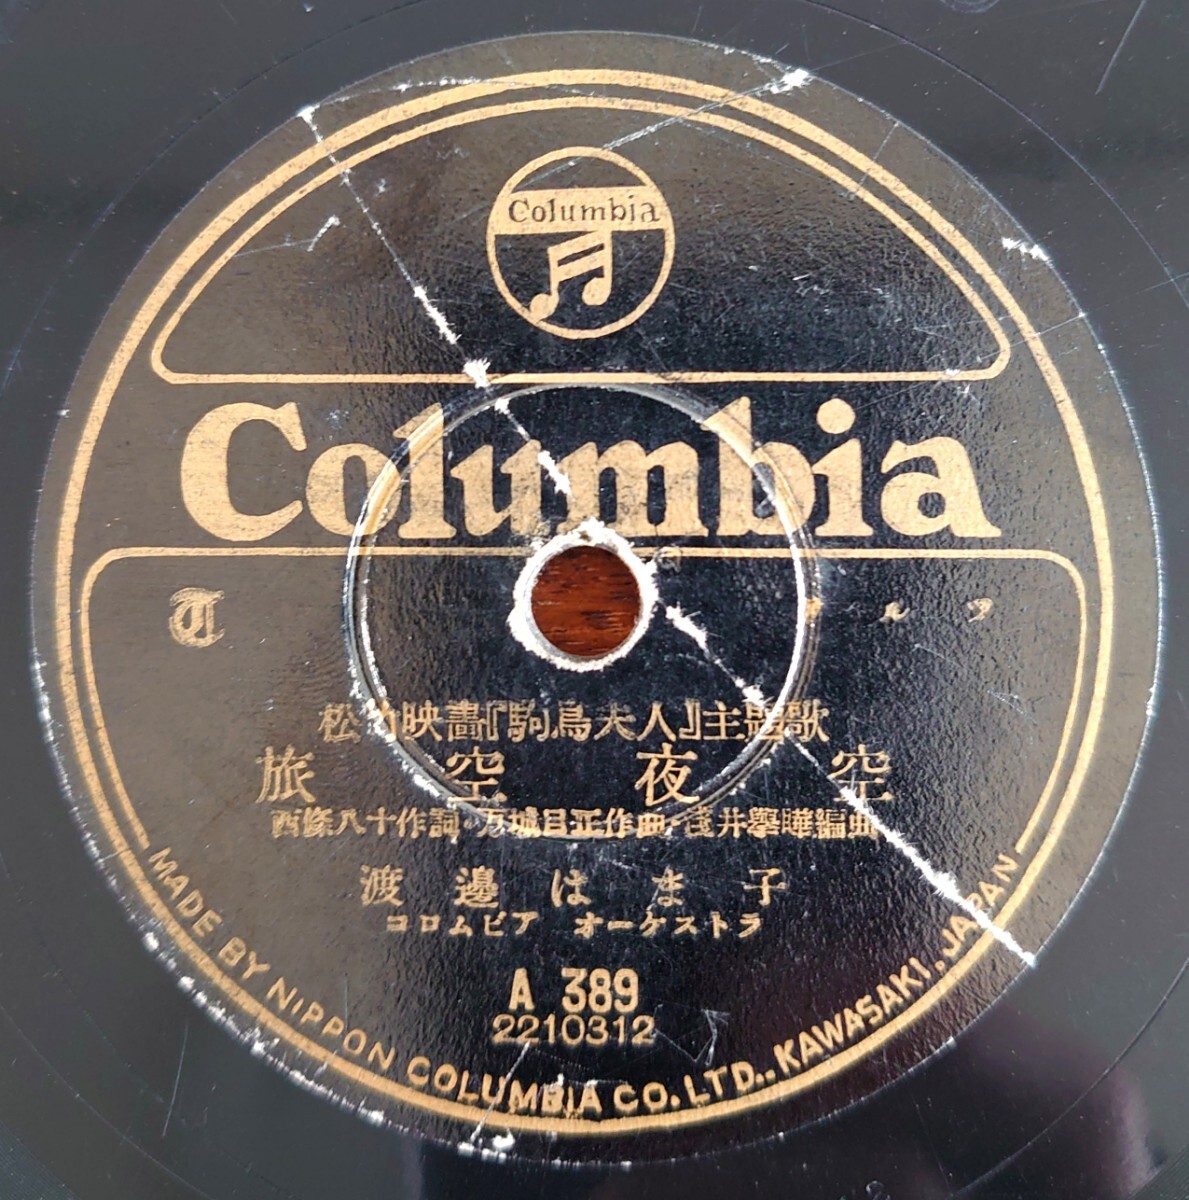 Columbia
Columbia
T
松竹映畫『駒鳥夫人』主題歌
旅空夜空
西條八十作詞・万城目正作曲・淺井擧曄編曲
渡邊はま子
コロムビア オーケストラ
A 389
2210312
MADE BY NIPPON COLUMBIA CO. LTD., KAWASAKI, JAPAN